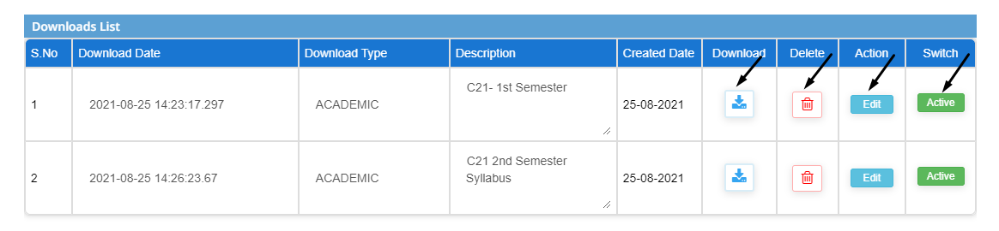 Downloads List
S.No Download Date Download Type Description Created Date Download Delete Action Switch
1 2021-08-25 14:23:17.297 ACADEMIC C21- 1st Semester 25-08-2021 Edit Active
2 2021-08-25 14:26:23.67 ACADEMIC C21 2nd Semester 25-08-2021 Edit Active
Syllabus